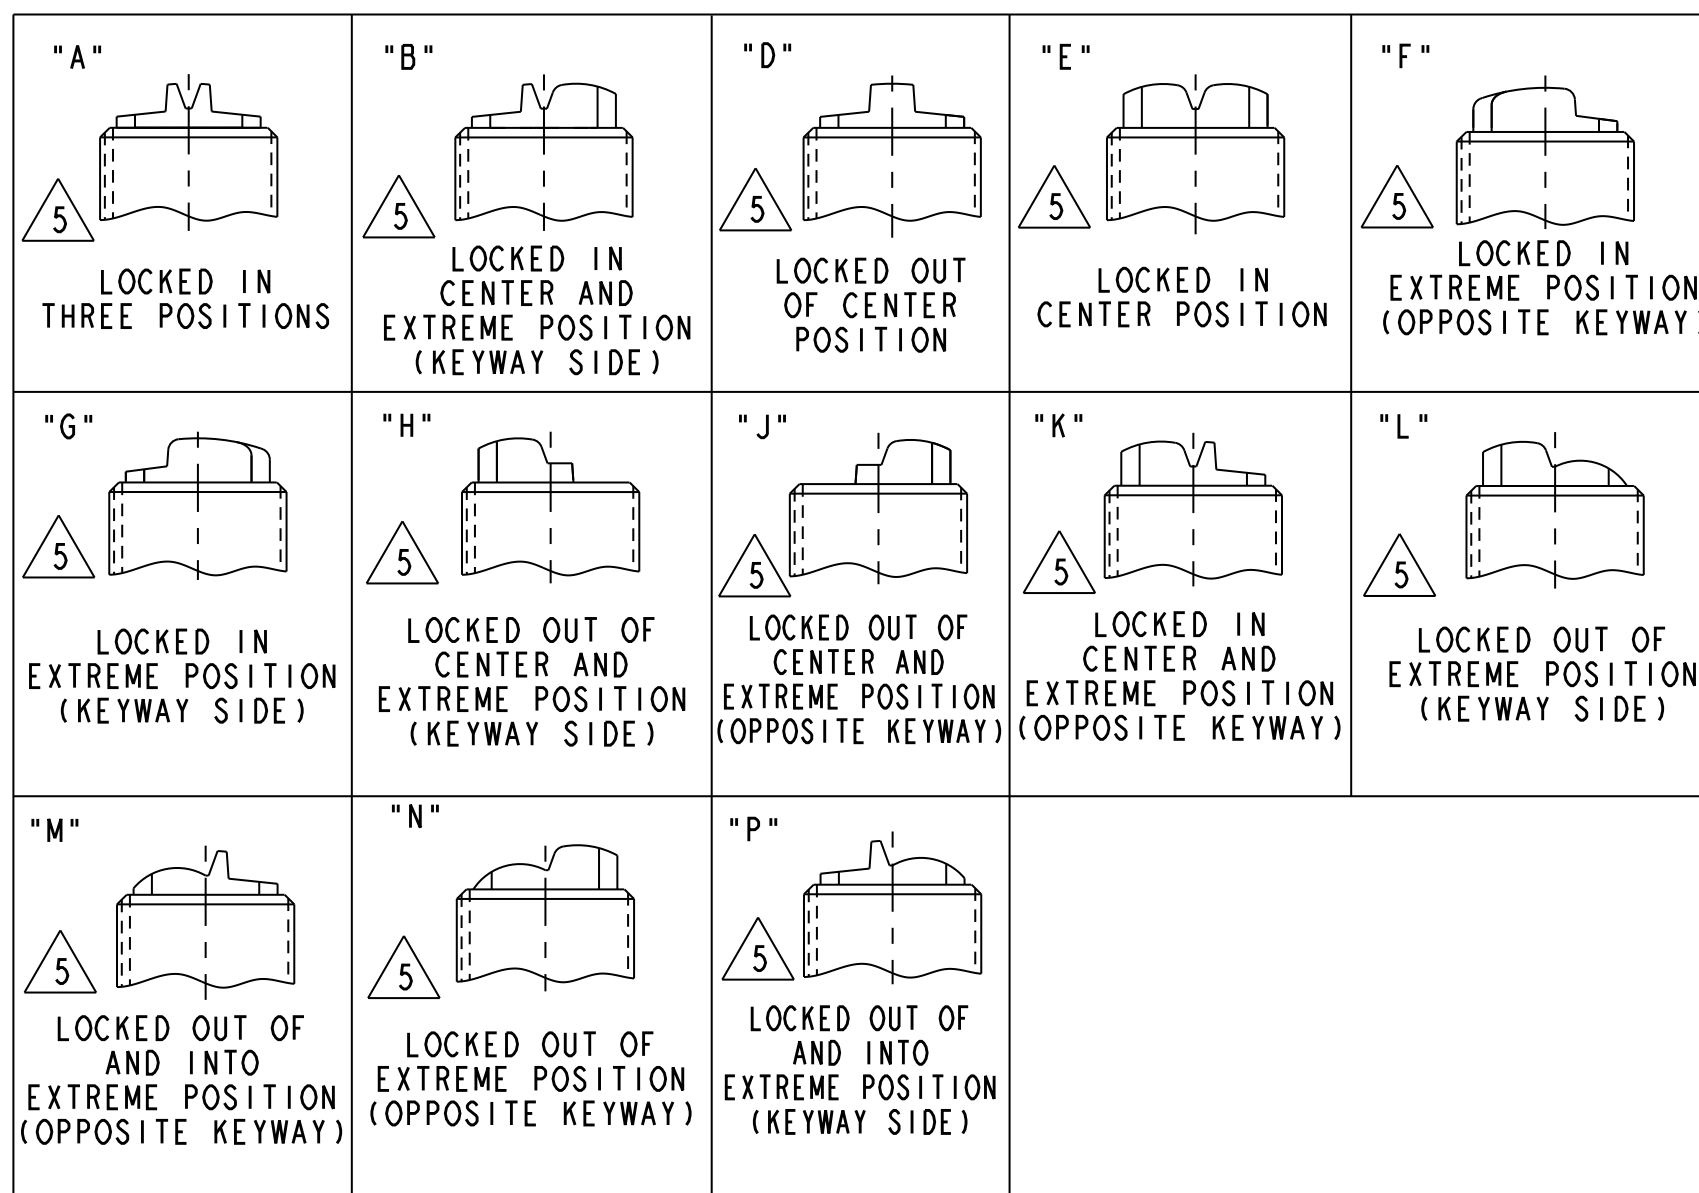 "A"
5
LOCKED IN
THREE POSITIONS
"B"
5
LOCKED IN
CENTER AND
EXTREME POSITION
(KEYWAY SIDE)
"D"
5
LOCKED OUT
OF CENTER
POSITION
"E"
5
LOCKED IN
CENTER POSITION
"F"
5
LOCKED IN
EXTREME POSITION
(OPPOSITE KEYWAY)
"G"
5
LOCKED IN
EXTREME POSITION
(KEYWAY SIDE)
"H"
5
LOCKED OUT OF
CENTER AND
EXTREME POSITION
(KEYWAY SIDE)
"J"
5
LOCKED OUT OF
CENTER AND
EXTREME POSITION
(OPPOSITE KEYWAY)
"K"
5
LOCKED IN
CENTER AND
EXTREME POSITION
(OPPOSITE KEYWAY)
"L"
5
LOCKED OUT OF
EXTREME POSITION
(KEYWAY SIDE)
"M"
5
LOCKED OUT OF
AND INTO
EXTREME POSITION
(OPPOSITE KEYWAY)
"N"
5
LOCKED OUT OF
EXTREME POSITION
(OPPOSITE KEYWAY)
"P"
5
LOCKED OUT OF
AND INTO
EXTREME POSITION
(KEYWAY SIDE)